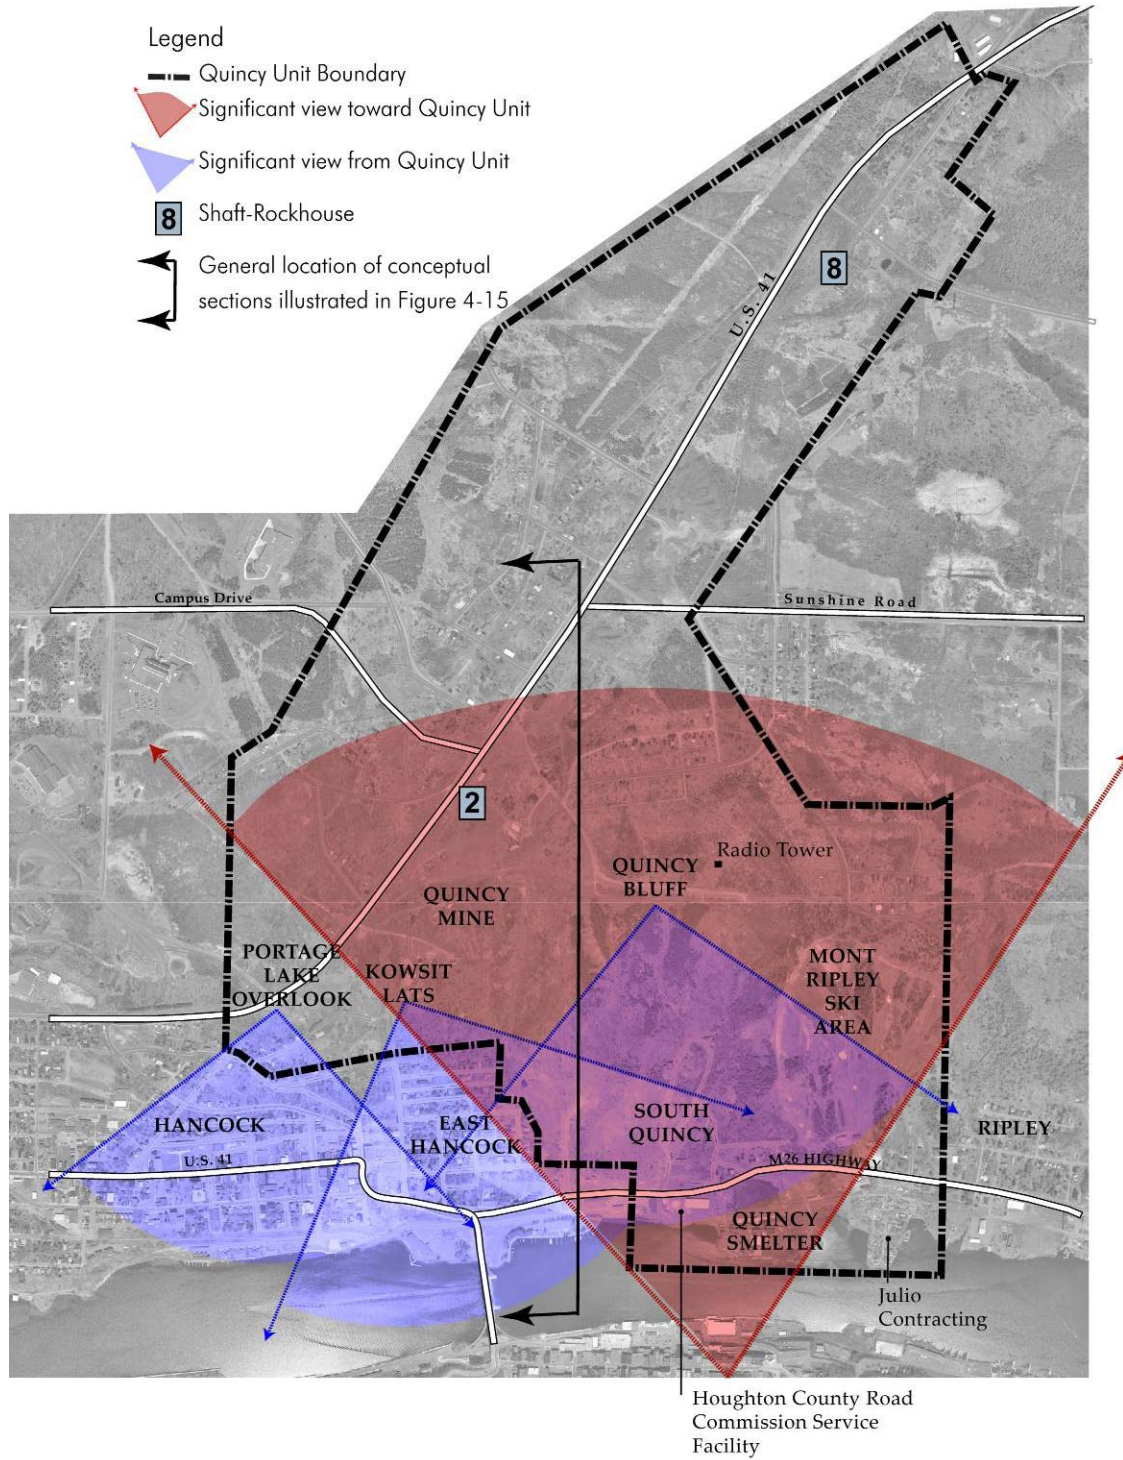 Legend
Quincy Unit Boundary
Significant view toward Quincy Unit
Significant view from Quincy Unit
8
Shaft-Rockhouse
General location of conceptual
sections illustrated in Figure 4-15
8
U.S. 41
Campus Drive
Sunshine Road
2
Radio Tower
QUINCY
BLUFF
QUINCY
MINE
PORTAGE
LAKE
OVERLOOK
KOWSIT
LATS
MONT
RIPLEY
SKI
AREA
HANCOCK
EAST
HANCOCK
SOUTH
QUINCY
RIPLEY
U.S. 41
M26 HIGHWAY
QUINCY
SMELTER
Julio
Contracting
Houghton County Road
Commission Service
Facility